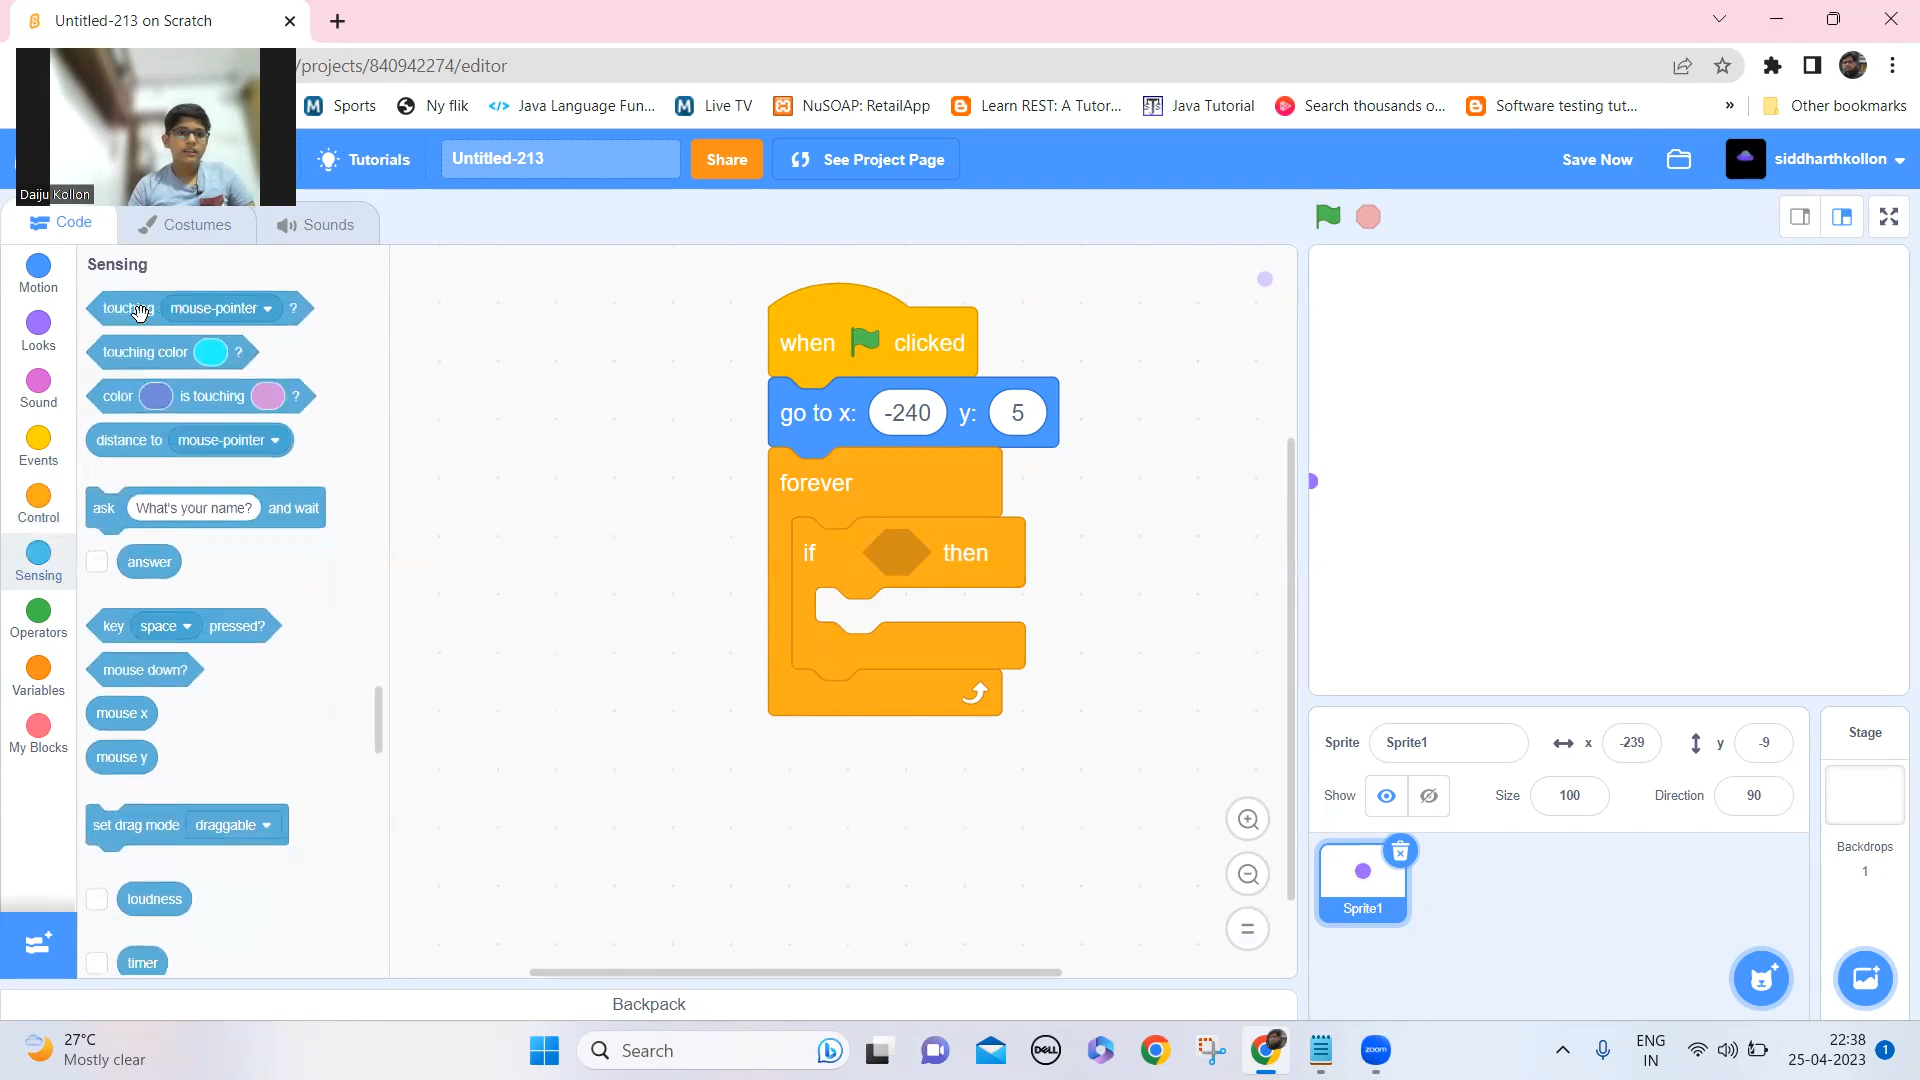 Untitled-213 on Scratch
/projects/840942274/editor
Sports
Ny flik
Java Language Fun...
Live TV
NuSOAP: RetailApp
Learn REST: A Tutor...
Java Tutorial
Search thousands o...
Software testing tut...
»
Other bookmarks
Daiju Kollon
Tutorials
Untitled-213
Share
See Project Page
Save Now
siddharthkollon
Code
Costumes
Sounds
Motion
Looks
Sound
Events
Control
Sensing
Operators
Variables
My Blocks
Sensing
touching mouse-pointer ?
touching color ?
color is touching ?
distance to mouse-pointer
ask What's your name? and wait
answer
key space pressed?
mouse down?
mouse x
mouse y
set drag mode draggable
loudness
timer
when clicked
go to x: -240 y: 5
forever
if then
Sprite Sprite1 x -239 y -9
Show Size 100 Direction 90
Sprite1
Stage
Backdrops
1
Backpack
27°C
Mostly clear
Search
DELL
zoom
ENG
IN
22:38
25-04-2023
1